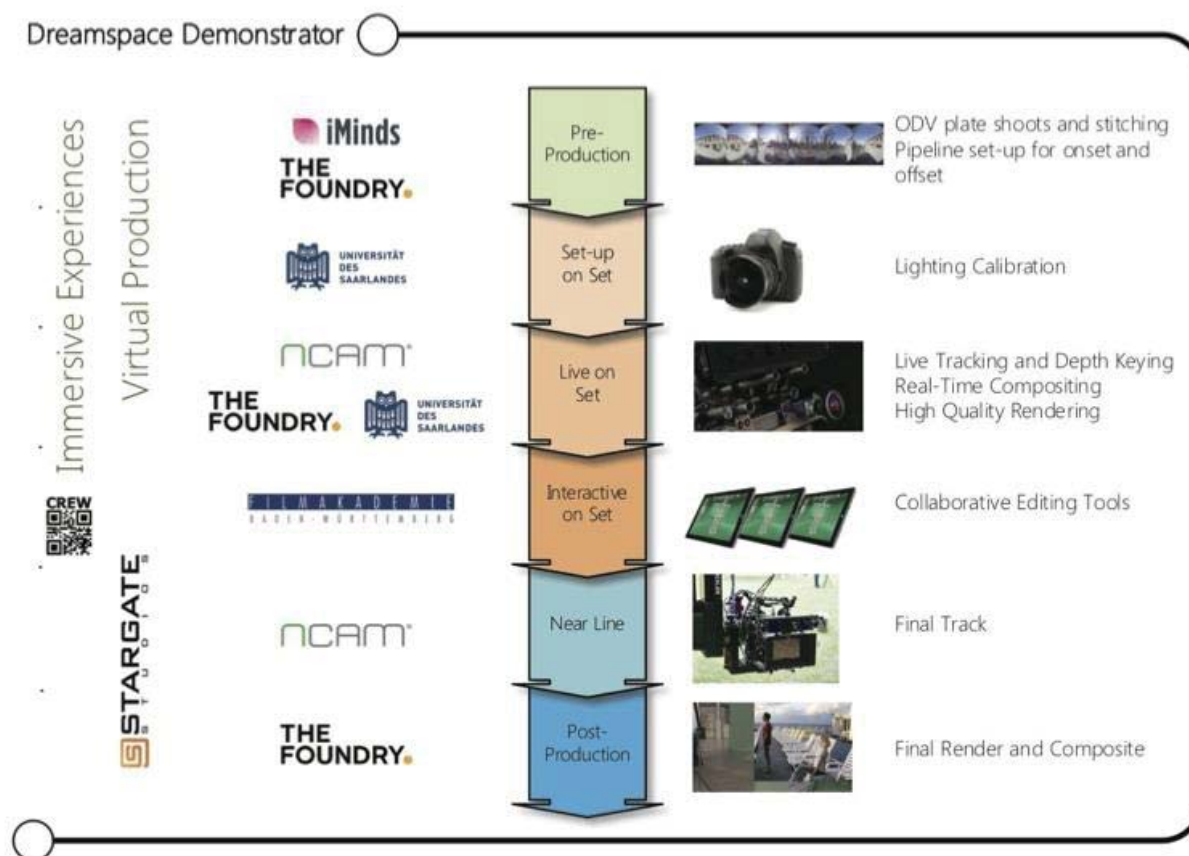 Dreamspace Demonstrator
Immersive Experiences
Virtual Production
CREW
STARGATE
STUDIOS
iMinds
THE
FOUNDRY.
Pre-
Production
ODV plate shoots and stitching
Pipeline set-up for onset and
offset
UNIVERSITÄT
DES
SAARLANDES
Set-up
on Set
Lighting Calibration
ncam
THE
FOUNDRY.
UNIVERSITÄT
DES
SAARLANDES
Live on
Set
Live Tracking and Depth Keying
Real-Time Compositing
High Quality Rendering
FILMAKADEMIE
BADEN-WÜRTTEMBERG
Interactive
on Set
Collaborative Editing Tools
ncam
Near Line
Final Track
THE
FOUNDRY.
Post-
Production
Final Render and Composite